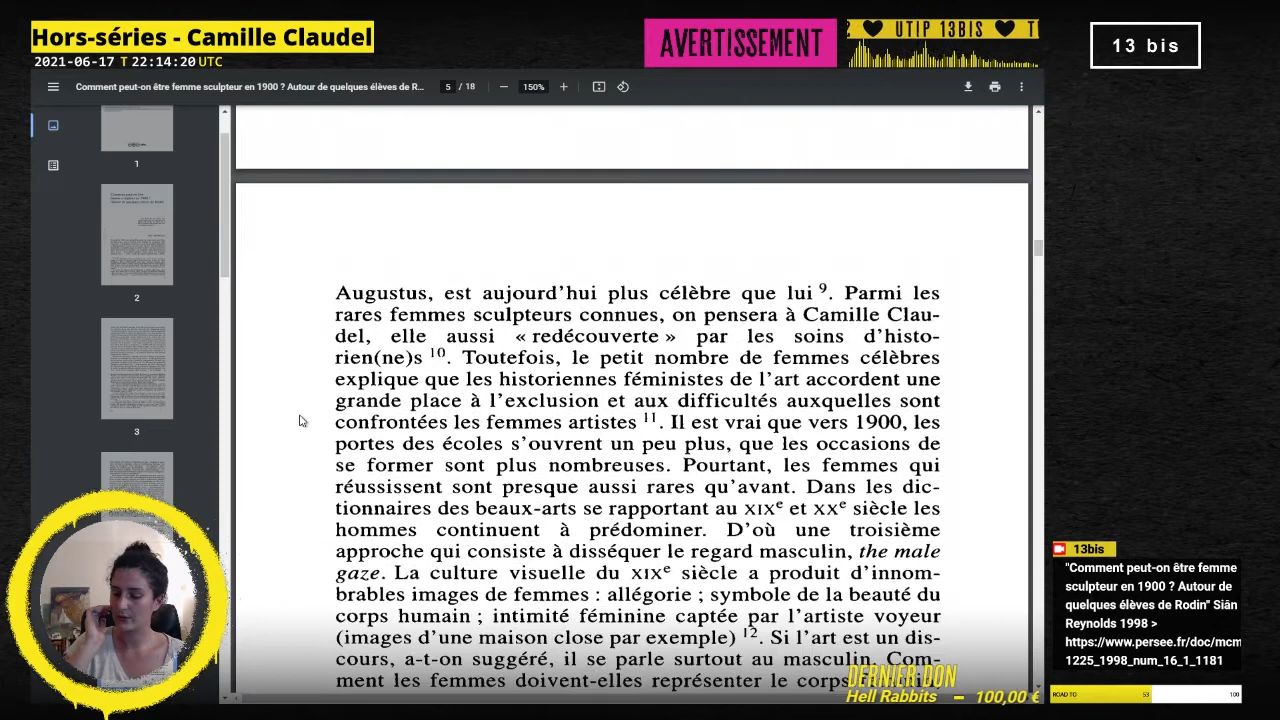 Hors-séries - Camille Claudel
2021-06-17 T 22:14:20 UTC
AVERTISSEMENT
UTIP 13BIS
13 bis
Comment peut-on être femme sculpteur en 1900 ? Autour de quelques élèves de R...
5 / 18
150%
1
2
3
Augustus, est aujourd'hui plus célèbre que lui 9. Parmi les
rares femmes sculpteurs connues, on pensera à Camille Clau-
del, elle aussi « redécouverte » par les soins d'histo-
rien(ne)s 10. Toutefois, le petit nombre de femmes célèbres
explique que les historiennes féministes de l'art accordent une
grande place à l'exclusion et aux difficultés auxquelles sont
confrontées les femmes artistes 11. Il est vrai que vers 1900, les
portes des écoles s'ouvrent un peu plus, que les occasions de
se former sont plus nombreuses. Pourtant, les femmes qui
réussissent sont presque aussi rares qu'avant. Dans les dic-
tionnaires des beaux-arts se rapportant au XIXe et XXe siècle les
hommes continuent à prédominer. D'où une troisième
approche qui consiste à disséquer le regard masculin, the male
gaze. La culture visuelle du XIXe siècle a produit d'innom-
brables images de femmes : allégorie ; symbole de la beauté du
corps humain ; intimité féminine captée par l'artiste voyeur
(images d'une maison close par exemple) 12. Si l'art est un dis-
cours, a-t-on suggéré, il se parle surtout au masculin. Com-
ment les femmes doivent-elles représenter le corps
DERNIER DON
Hell Rabbits – 100,00 €
13bis
"Comment peut-on être femme
sculpteur en 1900 ? Autour de
quelques élèves de Rodin" Siân
Reynolds 1998 >
https://www.persee.fr/doc/mcm
1225_1998_num_16_1_1181
ROAD TO 53 100